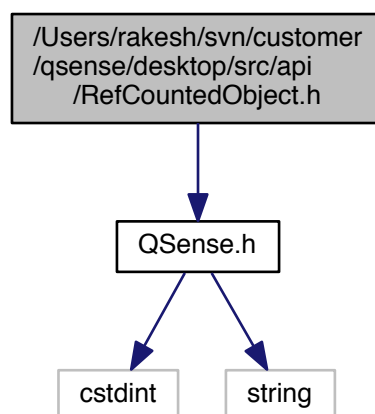 /Users/rakesh/svn/customer
/qsense/desktop/src/api
/RefCountedObject.h
QSense.h
cstdint
string